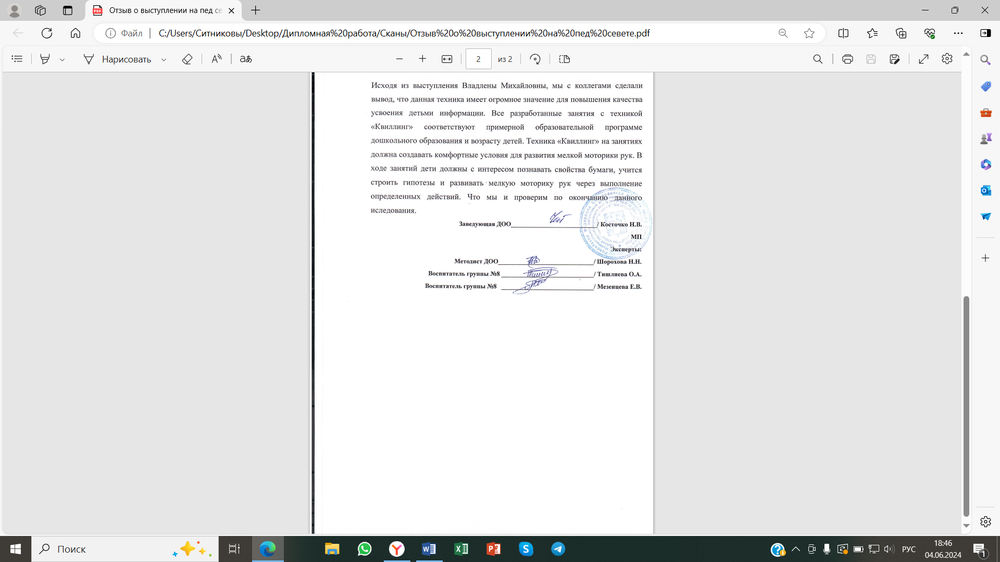 Отзыв о выступлении на пед се
Файл
C:/Users/Ситниковы/Desktop/Дипломная%20работа/Сканы/Отзыв%20о%20выступлении%20на%20пед%20севете.pdf
Нарисовать
2 из 2
Исходя из выступления Владлены Михайловны, мы с коллегами сделали
вывод, что данная техника имеет огромное значение для повышения качества
усвоения детьми информации. Все разработанные занятия с техникой
«Квиллинг» соответствуют примерной образовательной программе
дошкольного образования и возрасту детей. Техника «Квиллинг» на занятиях
должна создавать комфортные условия для развития мелкой моторики рук. В
ходе занятий дети должны с интересом познавать свойства бумаги, учится
строить гипотезы и развивать мелкую моторику рук через выполнение
определенных действий. Что мы и проверим по окончанию данного
иследования.
Заведующая ДОО / Косточко Н.В.
МП
Эксперты:
Методист ДОО / Шорохова Н.Н.
Воспитатель группы №8 / Тишлиева О.А.
Воспитатель группы №8 / Мезенцева Е.В.
Поиск
РУС
18:46
04.06.2024
1